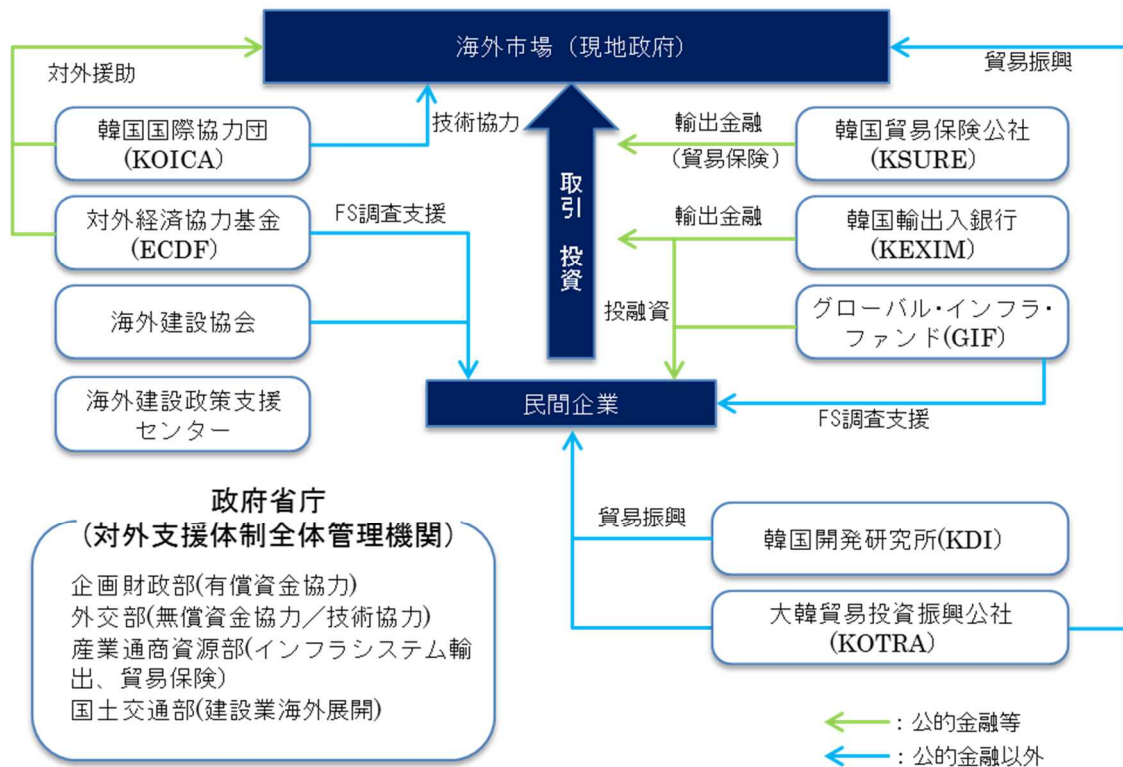 海外市場（現地政府）
対外援助
貿易振興
韓国国際協力団
(KOICA)
技術協力
輸出金融
（貿易保険）
韓国貿易保険公社
(KSURE)
対外経済協力基金
(ECDF)
FS調査支援
取引 投資
輸出金融
韓国輸出入銀行
(KEXIM)
海外建設協会
投融資
グローバル・インフラ・
ファンド(GIF)
海外建設政策支援
センター
民間企業
FS調査支援
政府省庁
（対外支援体制全体管理機関）
企画財政部(有償資金協力)
外交部(無償資金協力／技術協力)
産業通商資源部(インフラシステム輸
出、貿易保険)
国土交通部(建設業海外展開)
貿易振興
韓国開発研究所(KDI)
大韓貿易投資振興公社
(KOTRA)
：公的金融等
：公的金融以外